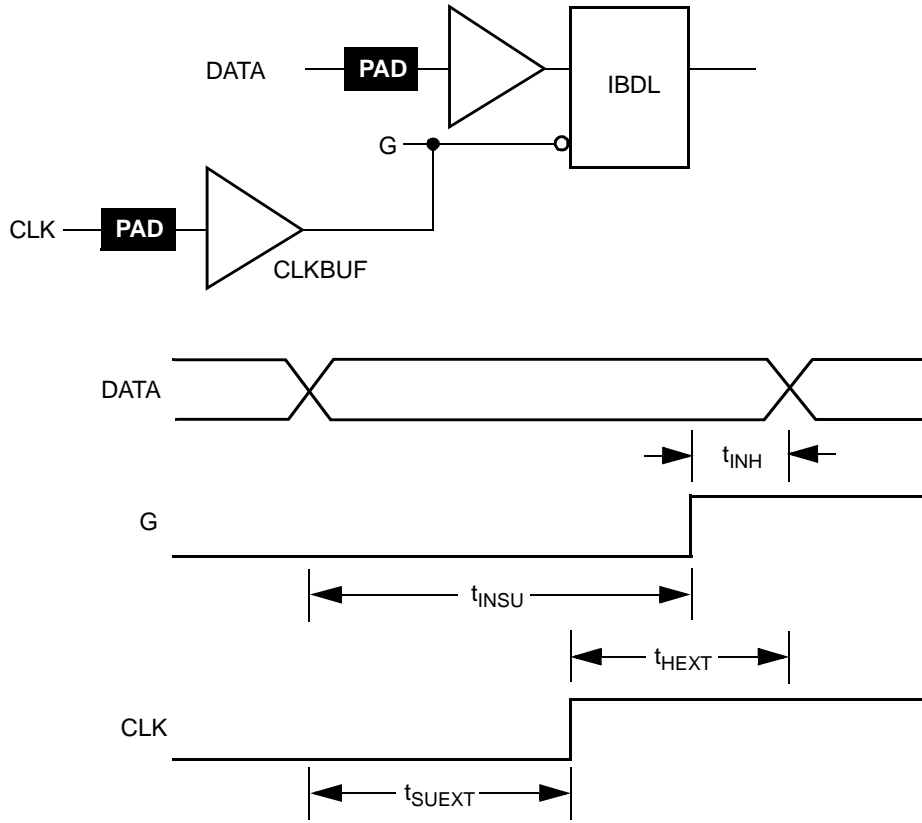 DATA
PAD
IBDL
G
CLK
PAD
CLKBUF
DATA
tINH
G
tINSU
tHEXT
CLK
tSUEXT